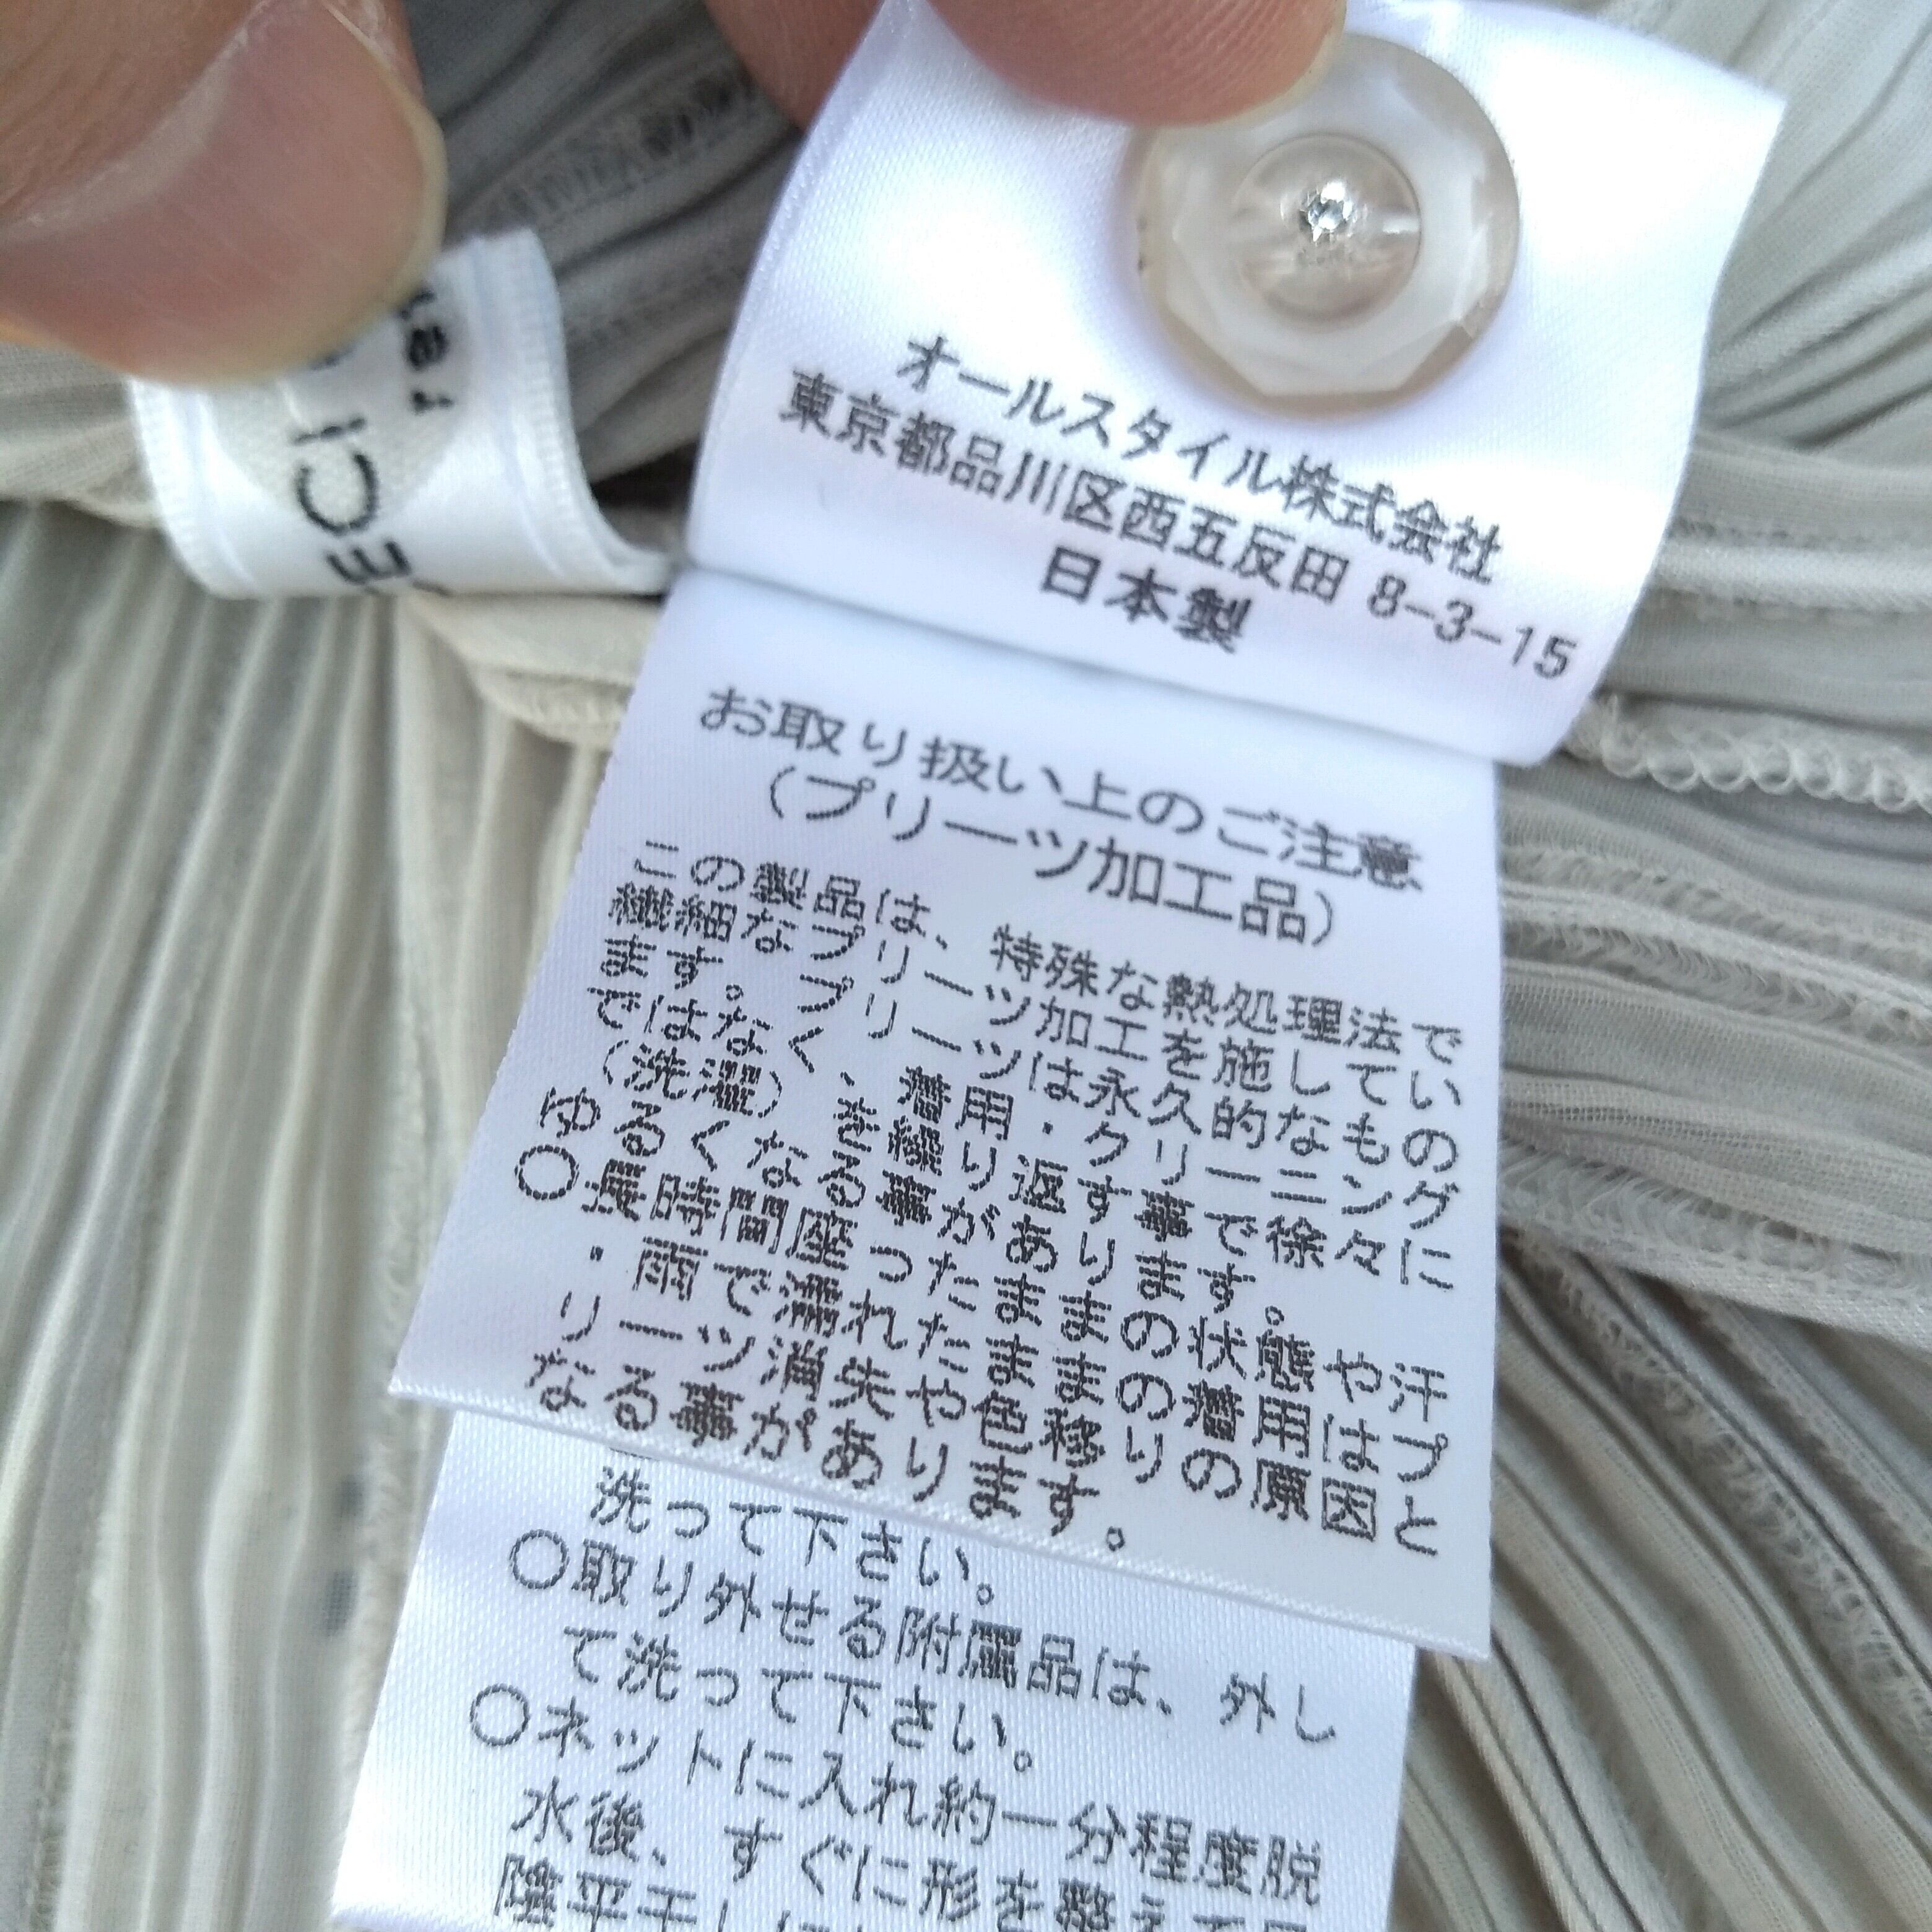 オールスタイル株式会社
東京都品川区西五反田 8-3-15
日本製
お取り扱い上のご注意
（プリーツ加工品）
この製品は、特殊な熱処理法で
繊細なプリーツ加工を施してい
ます。プリーツは永久的なもの
ではなく、着用・クリーニング
（洗濯）を繰り返す事で徐々に
ゆるくなる事があります。
○長時間座ったままの状態や汗
・雨で濡れたままの着用はプ
リーツ消失や色移りの原因と
なる事があります。
洗って下さい。
○取り外せる附属品は、外し
て洗って下さい。
○ネットに入れ約一分程度脱
水後、すぐに形を整えて
陰平干し
ECI